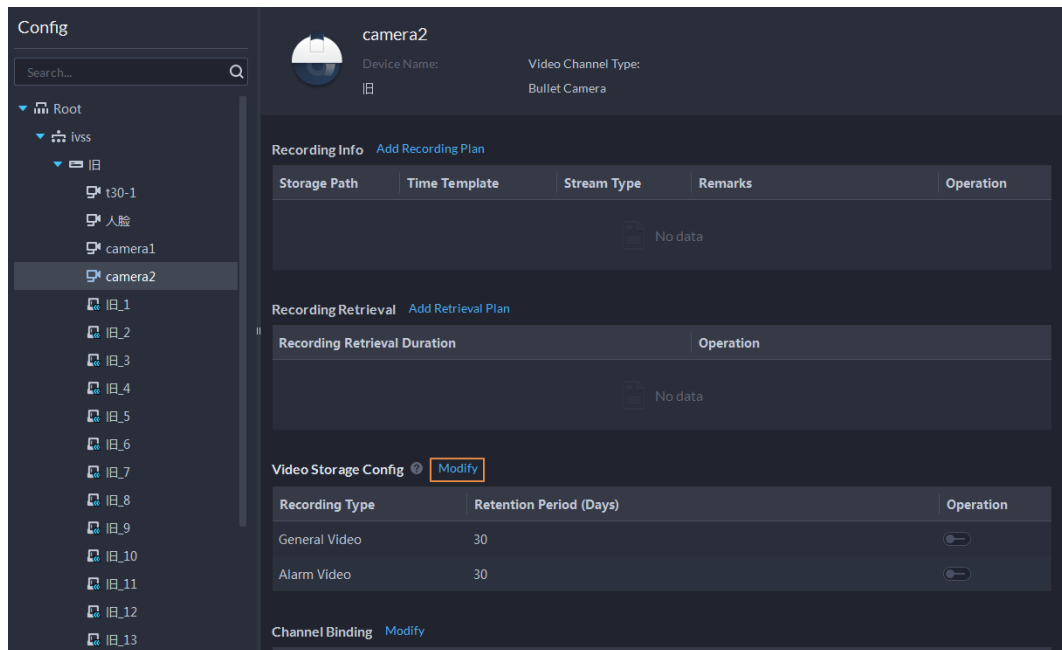 Config
Search...
Root
ivss
旧
t30-1
人脸
camera1
camera2
旧_1
旧_2
旧_3
旧_4
旧_5
旧_6
旧_7
旧_8
旧_9
旧_10
旧_11
旧_12
旧_13
camera2
Device Name: Video Channel Type:
旧 Bullet Camera
Recording Info Add Recording Plan
Storage Path Time Template Stream Type Remarks Operation
No data
Recording Retrieval Add Retrieval Plan
Recording Retrieval Duration Operation
No data
Video Storage Config ? Modify
Recording Type Retention Period (Days) Operation
General Video 30
Alarm Video 30
Channel Binding Modify